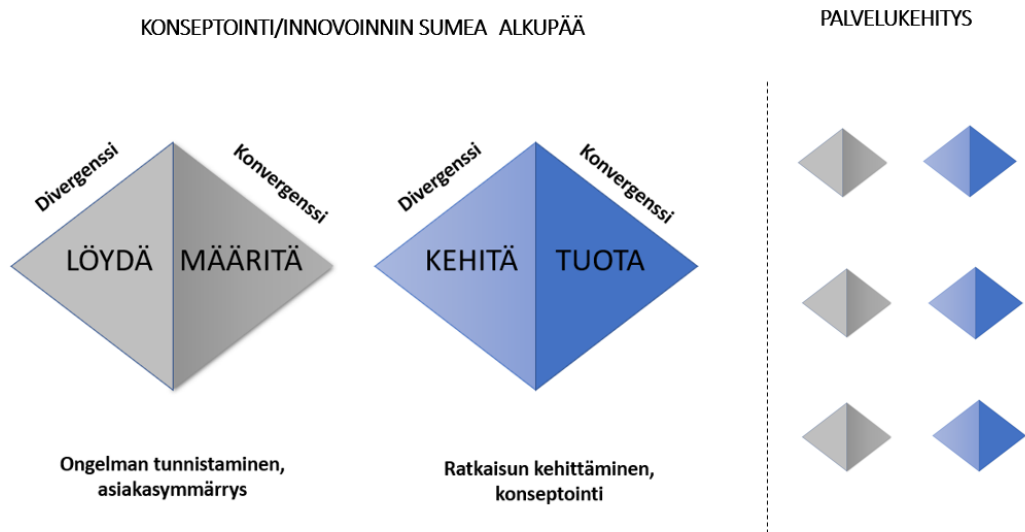 KONSEPTOINTI/INNOVOINNIN SUMEA ALKUPÄÄ
PALVELUKEHITYS
Divergenssi
Konvergenssi
Divergenssi
Konvergenssi
LÖYDÄ
MÄÄRITÄ
KEHITÄ
TUOTA
Ongelman tunnistaminen,
asiakasymmärrys
Ratkaisun kehittäminen,
konseptointi